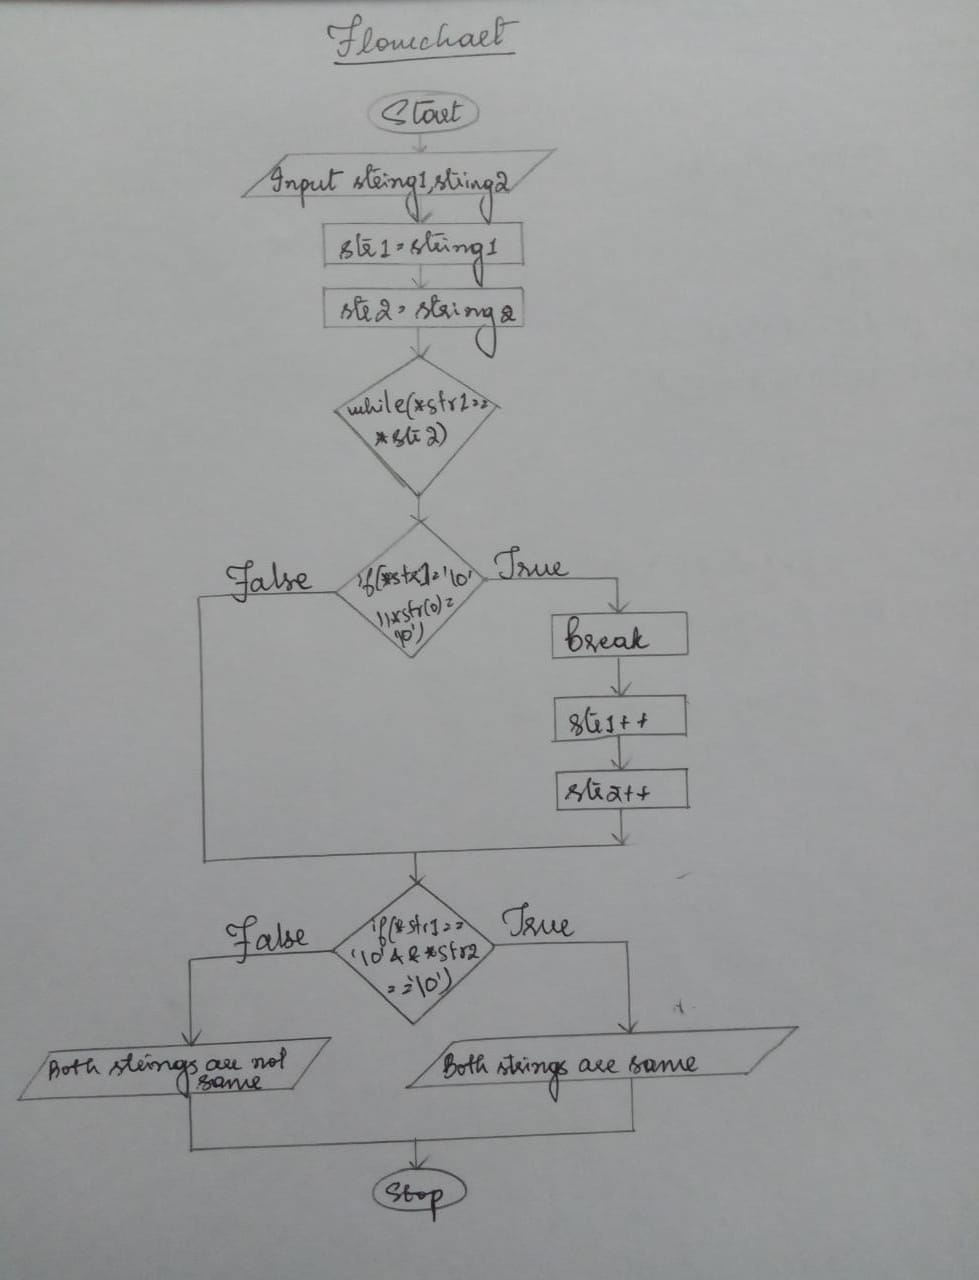 Flowchart
Start
Input string1, string2
str1 = string1
str2 = string2
while(*str1==
*str2)
False
True
if(*str1='\0'
||*str(0)=
'\0')
break
str1++
str2++
False
True
if(*str1==
'\0' && *str2
=='\0')
Both strings are not
same
Both strings are same
Stop